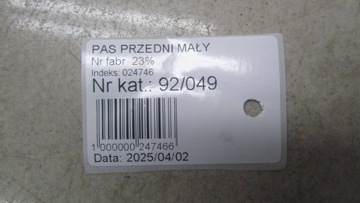 PAS PRZEDNI MAŁY
Nr fabr 23%
Indeks: 024746
Nr kat.: 92/049
1 000000 247466
Data: 2025/04/02